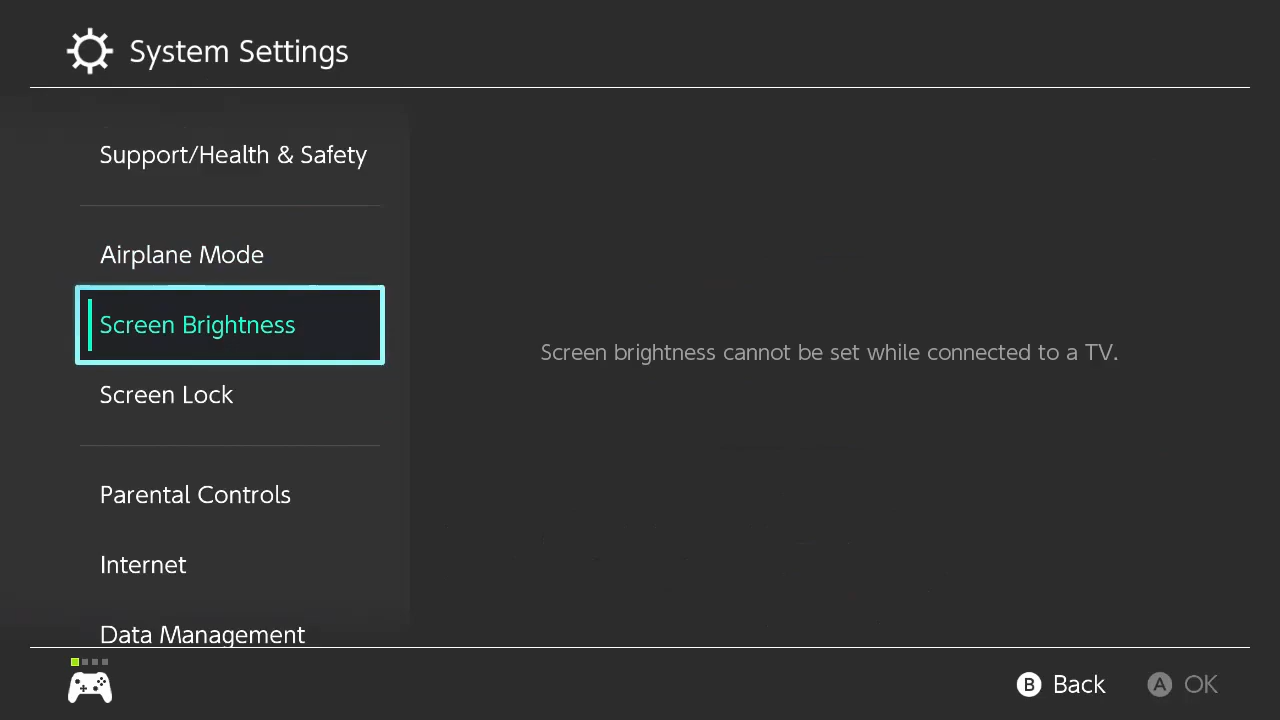 System Settings
Support/Health & Safety
Airplane Mode
Screen Brightness
Screen brightness cannot be set while connected to a TV.
Screen Lock
Parental Controls
Internet
Data Management
B Back A OK